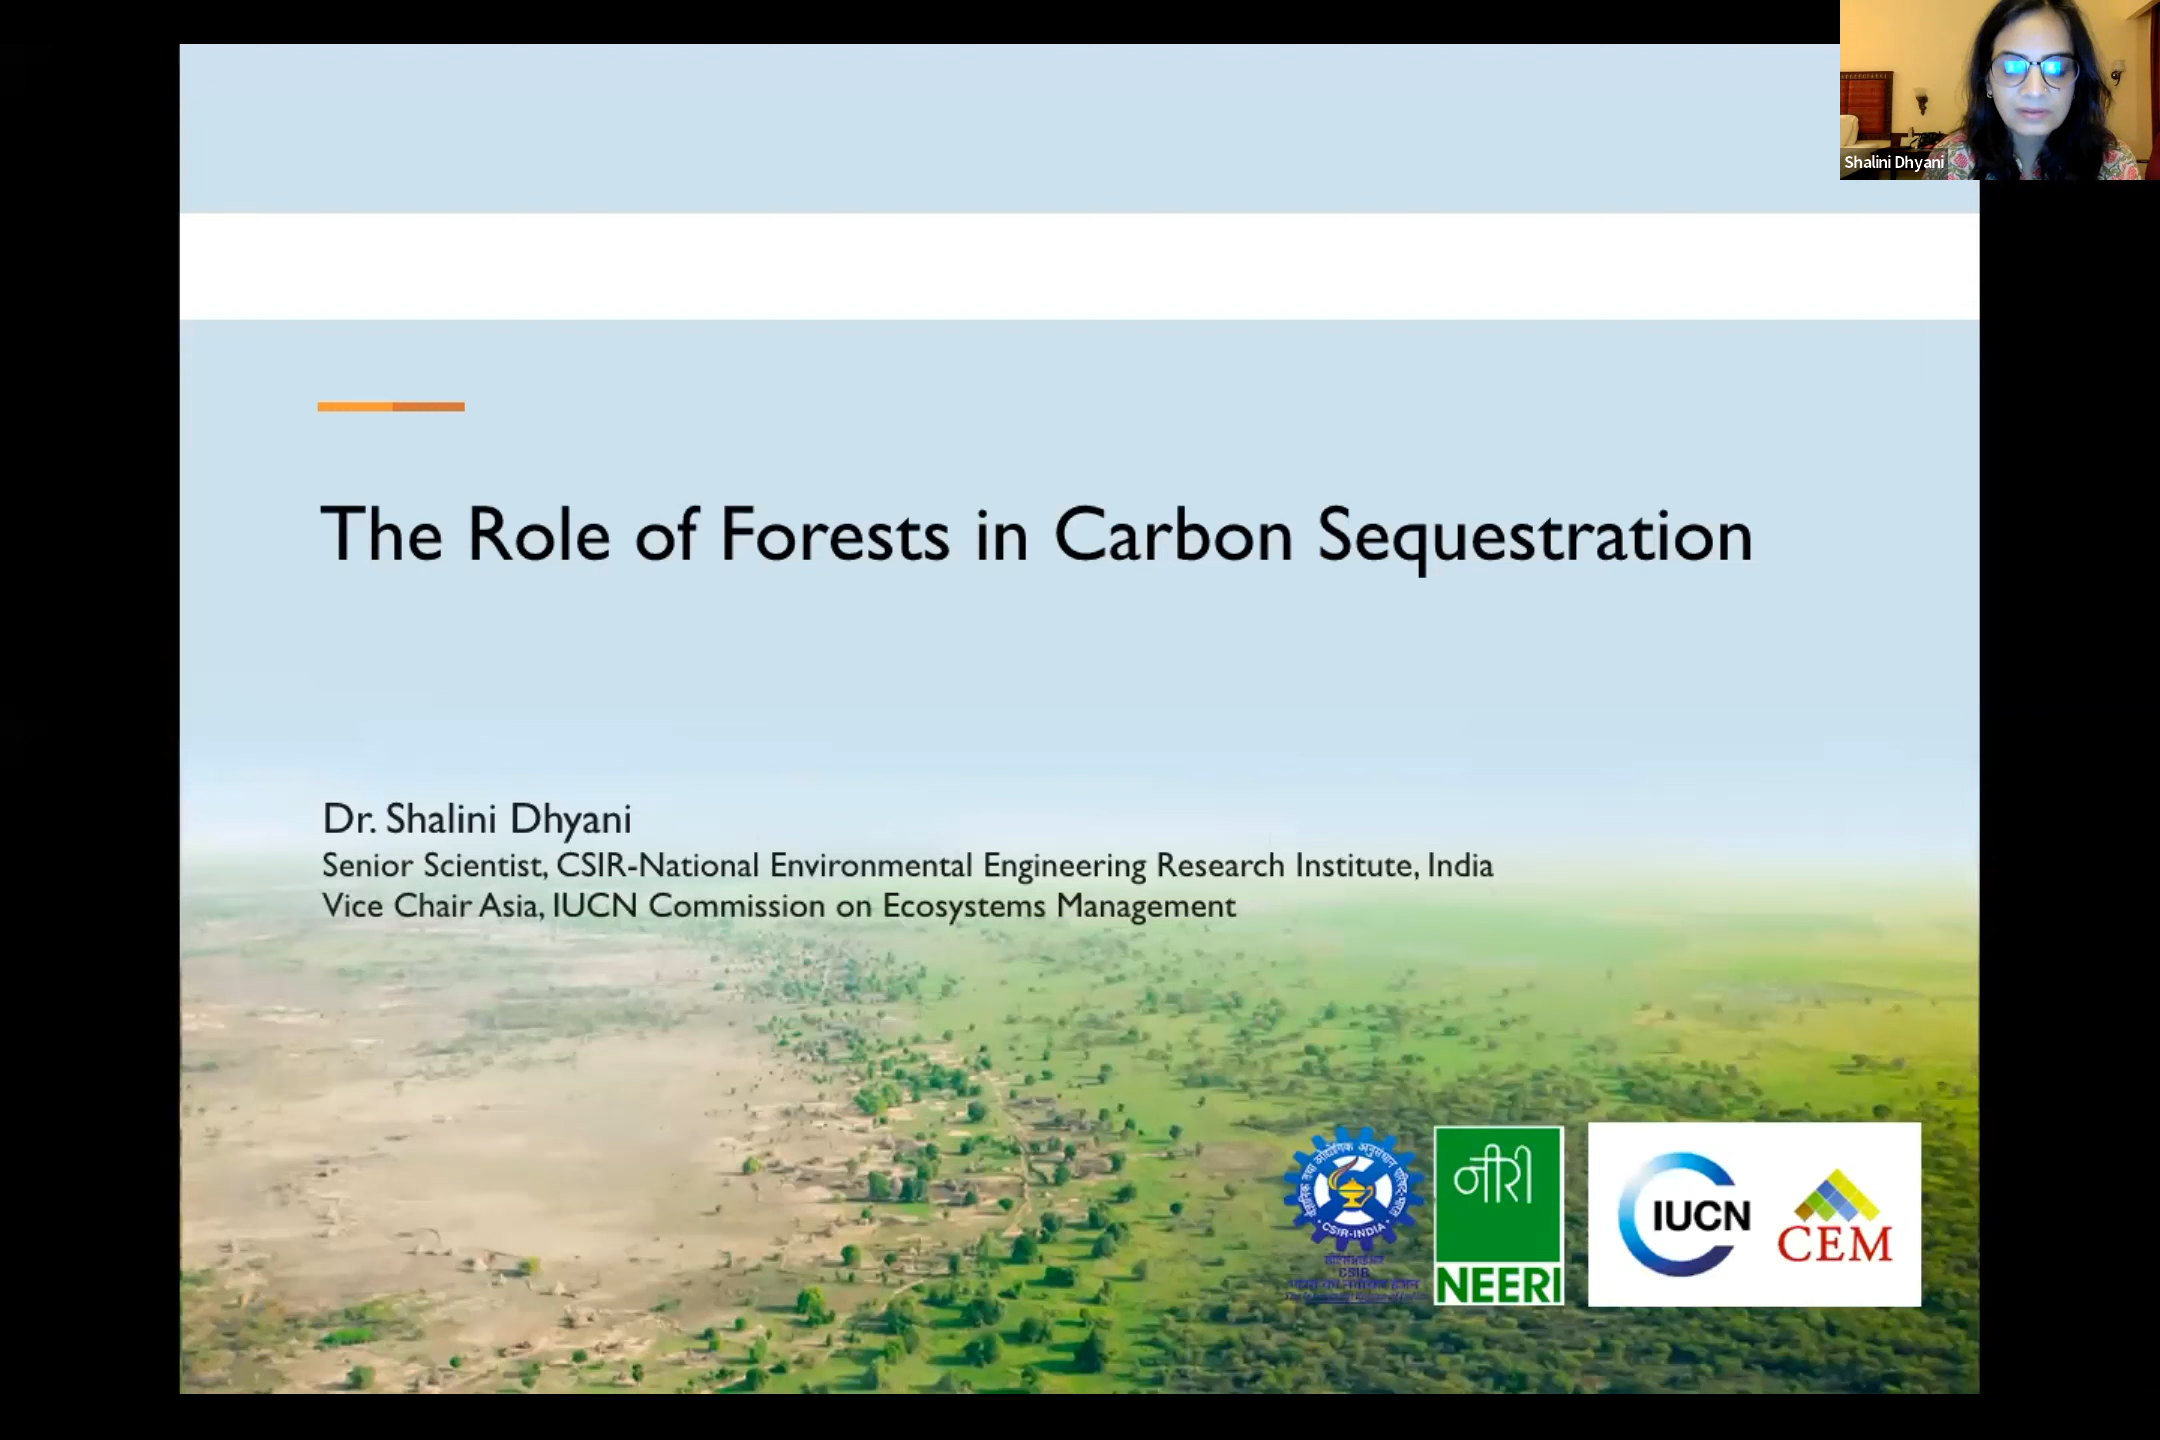 Shalini Dhyani
The Role of Forests in Carbon Sequestration
Dr. Shalini Dhyani
Senior Scientist, CSIR-National Environmental Engineering Research Institute, India
Vice Chair Asia, IUCN Commission on Ecosystems Management
CSIR-INDIA
CSIR
नीरी
NEERI
IUCN
CEM